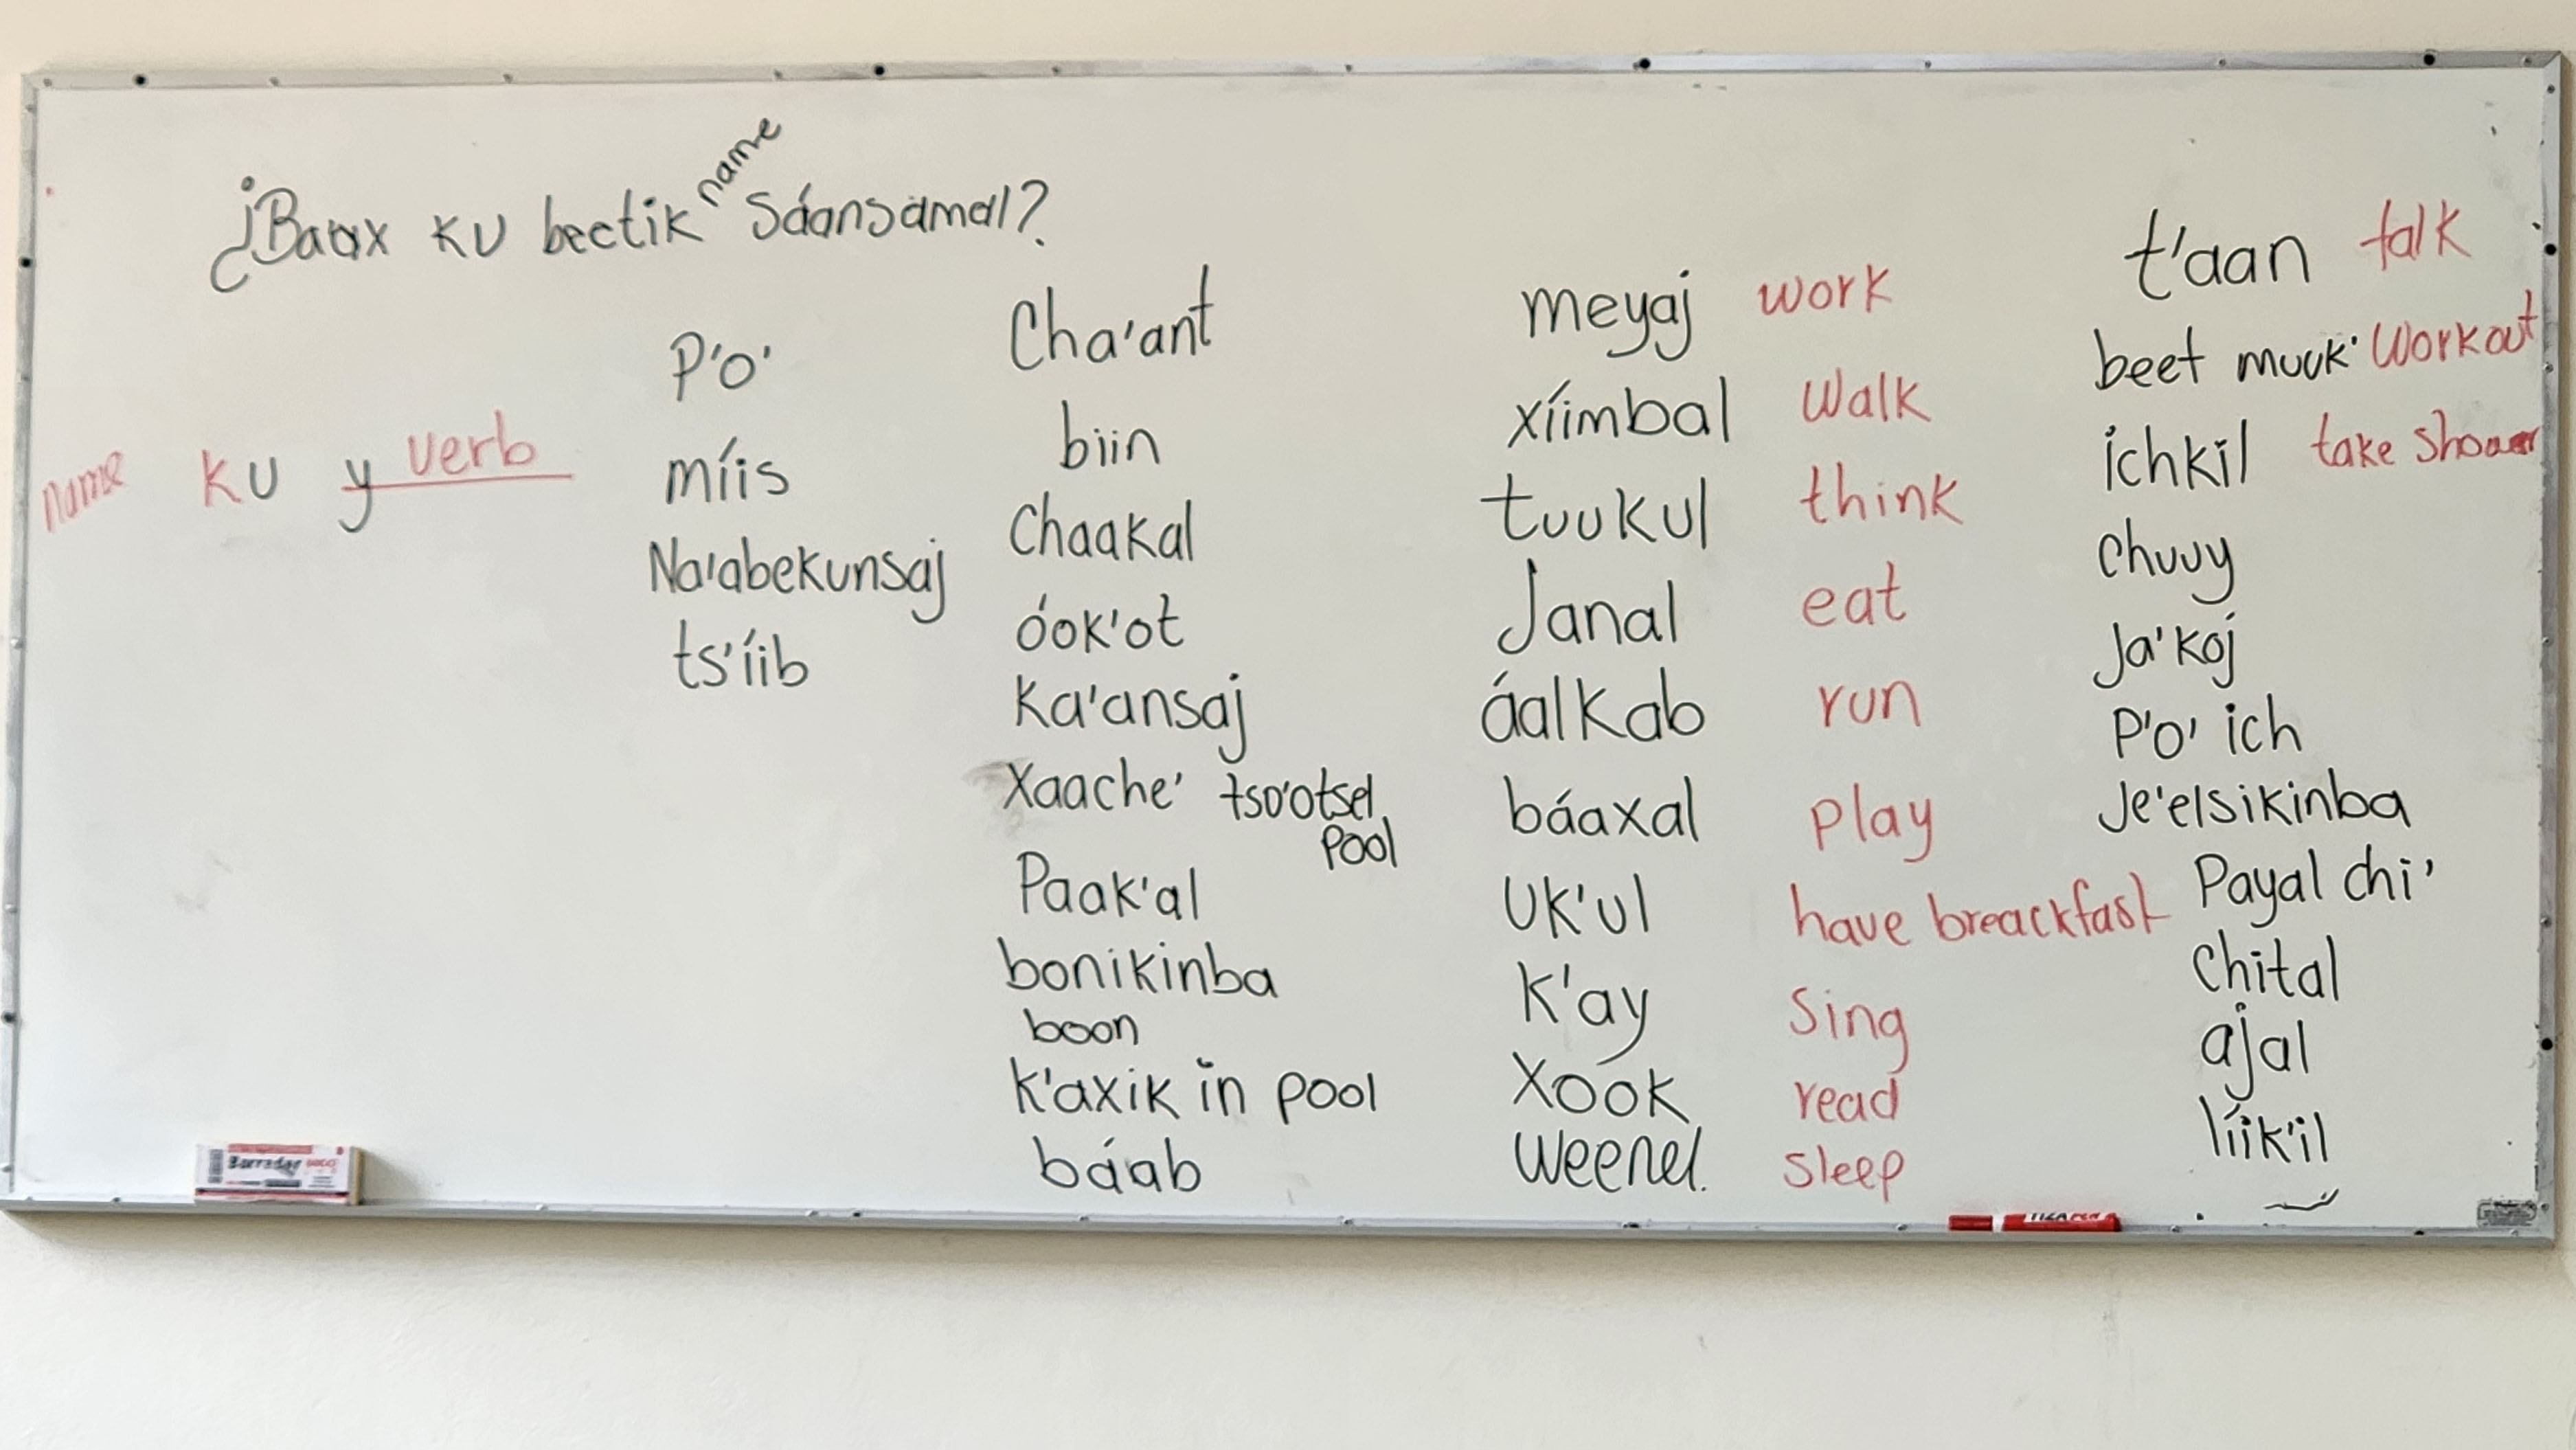 ¿Baax ku beetik name Sáansamal?
name ku y verb
P'o'
míis
Na'abekunsaj
ts'íib
Cha'ant
biin
Chaakal
óok'ot
Ka'ansaj
Xaache' tso'otsel
pool
Paak'al
bonikinba
boon
k'axik in pool
báab
meyaj work
xíimbal walk
tuukul think
Janal eat
áalkab run
báaxal play
Uk'ul have breackfast
K'ay Sing
Xook read
Weenel. sleep
t'aan talk
beet muuk' Workout
ichkil take shower
chuuy
Ja'koj
P'o' ich
Je'elsikinba
Payal chi'
chital
ajal
líik'il
Borrador